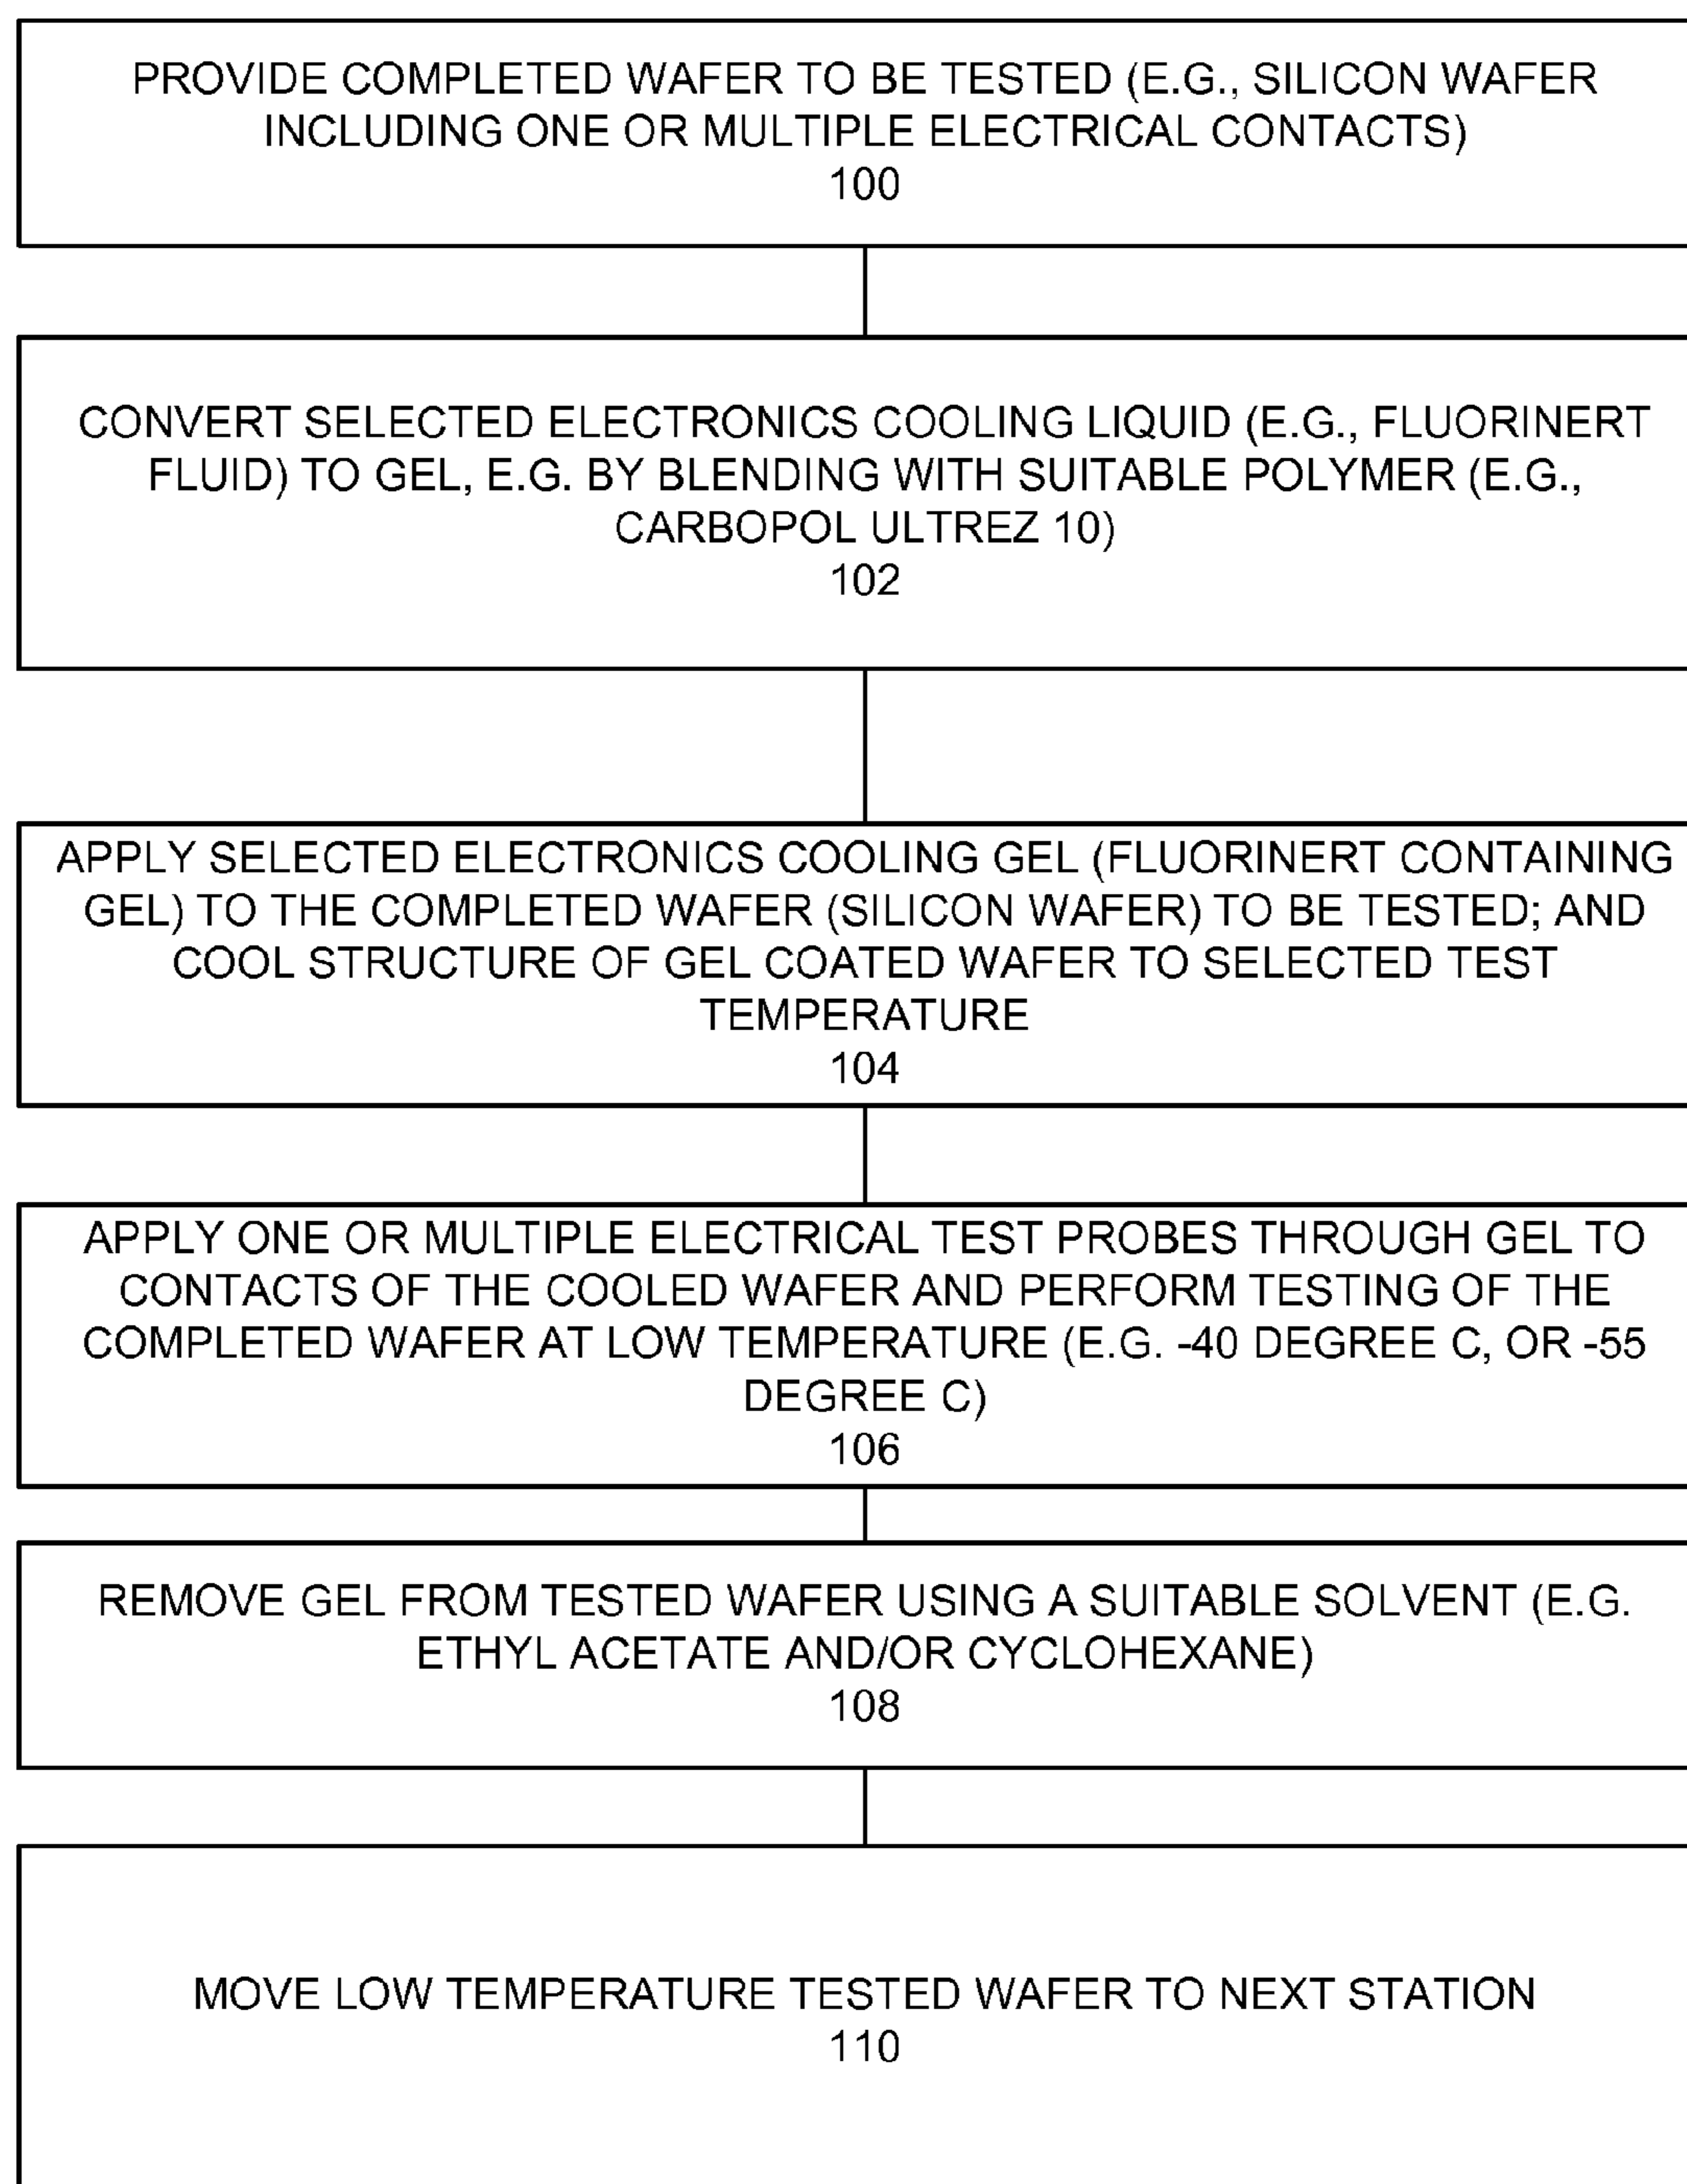 PROVIDE COMPLETED WAFER TO BE TESTED (E.G., SILICON WAFER
INCLUDING ONE OR MULTIPLE ELECTRICAL CONTACTS)
100
CONVERT SELECTED ELECTRONICS COOLING LIQUID (E.G., FLUORINERT
FLUID) TO GEL, E.G. BY BLENDING WITH SUITABLE POLYMER (E.G.,
CARBOPOL ULTREZ 10)
102
APPLY SELECTED ELECTRONICS COOLING GEL (FLUORINERT CONTAINING
GEL) TO THE COMPLETED WAFER (SILICON WAFER) TO BE TESTED; AND
COOL STRUCTURE OF GEL COATED WAFER TO SELECTED TEST
TEMPERATURE
104
APPLY ONE OR MULTIPLE ELECTRICAL TEST PROBES THROUGH GEL TO
CONTACTS OF THE COOLED WAFER AND PERFORM TESTING OF THE
COMPLETED WAFER AT LOW TEMPERATURE (E.G. -40 DEGREE C, OR -55
DEGREE C)
106
REMOVE GEL FROM TESTED WAFER USING A SUITABLE SOLVENT (E.G.
ETHYL ACETATE AND/OR CYCLOHEXANE)
108
MOVE LOW TEMPERATURE TESTED WAFER TO NEXT STATION
110